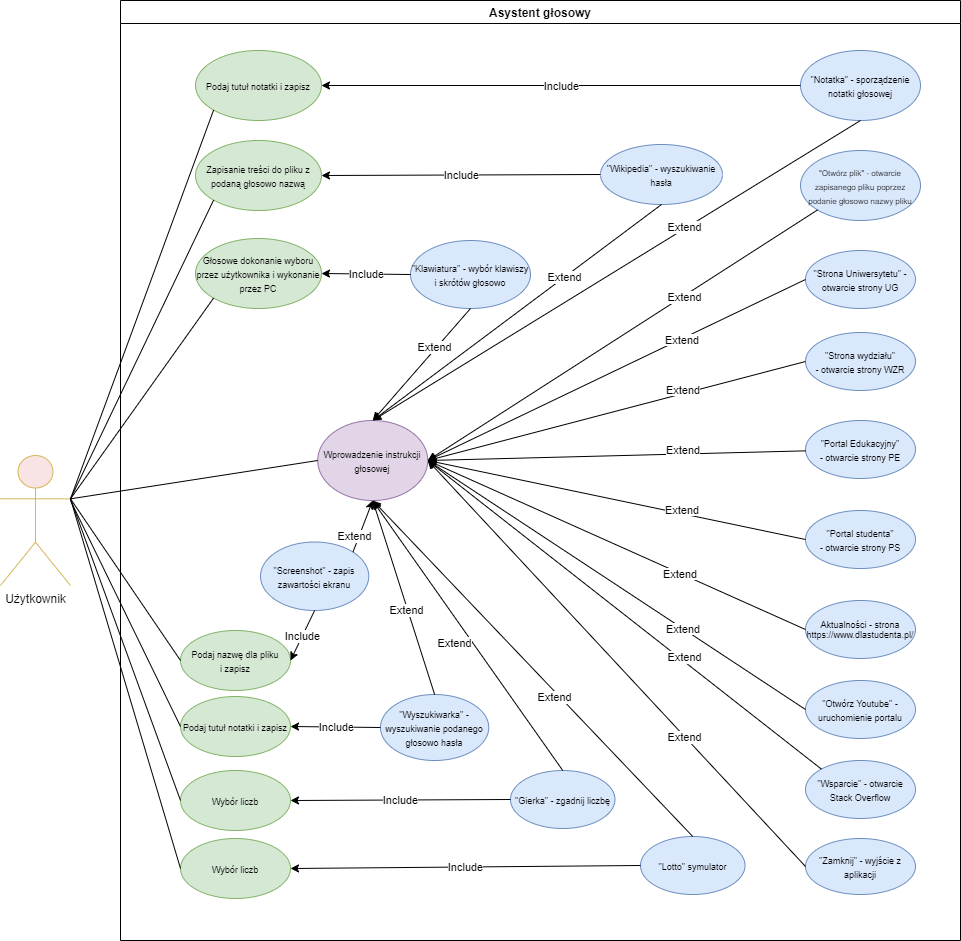 Asystent głosowy
Podaj tutuł notatki i zapisz
Include
"Notatka" - sporządzenie
notatki głosowej
Zapisanie treści do pliku z
podaną głosowo nazwą
Include
"Wikipedia" - wyszukiwanie
hasła
"Otwórz plik" - otwarcie
zapisanego pliku poprzez
podanie głosowo nazwy pliku
Extend
Głosowe dokonanie wyboru
przez użytkownika i wykonanie
przez PC
Include
"Klawiatura" - wybór klawiszy
i skrótów głosowo
Extend
Extend
"Strona Uniwersytetu" -
otwarcie strony UG
Extend
Extend
Extend
"Strona wydziału"
- otwarcie strony WZR
Extend
Wprowadzenie instrukcji
głosowej
Extend
"Portal Edukacyjny"
- otwarcie strony PE
Extend
"Portal studenta"
- otwarcie strony PS
Użytkownik
Extend
"Screenshot" - zapis
zawartości ekranu
Extend
Include
Extend
Aktualności - strona
https://www.dlastudenta.pl/
Extend
Extend
Extend
Podaj nazwę dla pliku
i zapisz
"Otwórz Youtube" -
uruchomienie portalu
Extend
Podaj tutuł notatki i zapisz
Include
"Wyszukiwarka" -
wyszukiwanie podanego
głosowo hasła
Extend
"Wsparcie" - otwarcie
Stack Overflow
Wybór liczb
Include
"Gierka" - zgadnij liczbę
Wybór liczb
Include
"Lotto" symulator
"Zamknij" - wyjście z
aplikacji